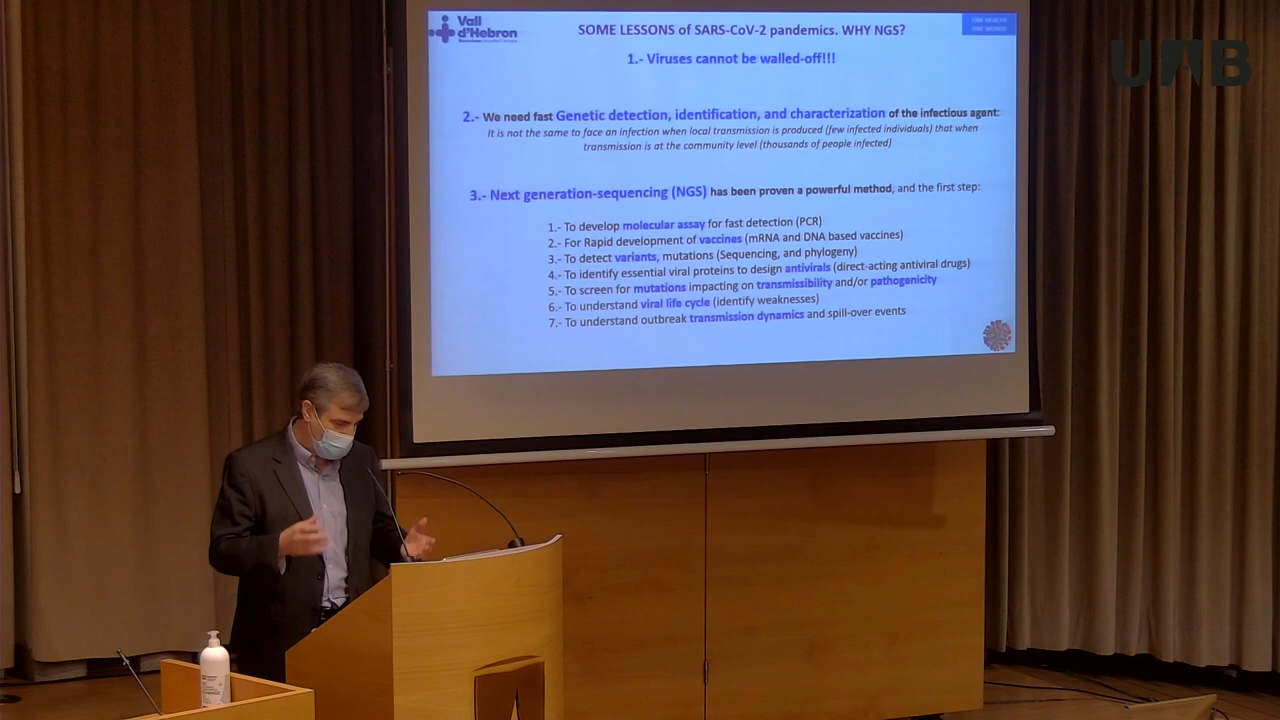 Vall
d'Hebron
SOME LESSONS of SARS-CoV-2 pandemics. WHY NGS?
ONE HEALTH
ONE WORLD
UAB
1.- Viruses cannot be walled-off!!!
2.- We need fast Genetic detection, identification, and characterization of the infectious agent:
It is not the same to face an infection when local transmission is produced (few infected individuals) that when
transmission is at the community level (thousands of people infected)
3.- Next generation-sequencing (NGS) has been proven a powerful method, and the first step:
1.- To develop molecular assay for fast detection (PCR)
2.- For Rapid development of vaccines (mRNA and DNA based vaccines)
3.- To detect variants, mutations (Sequencing, and phylogeny)
4.- To identify essential viral proteins to design antivirals (direct-acting antiviral drugs)
5.- To screen for mutations impacting on transmissibility and/or pathogenicity
6.- To understand viral life cycle (identify weaknesses)
7.- To understand outbreak transmission dynamics and spill-over events